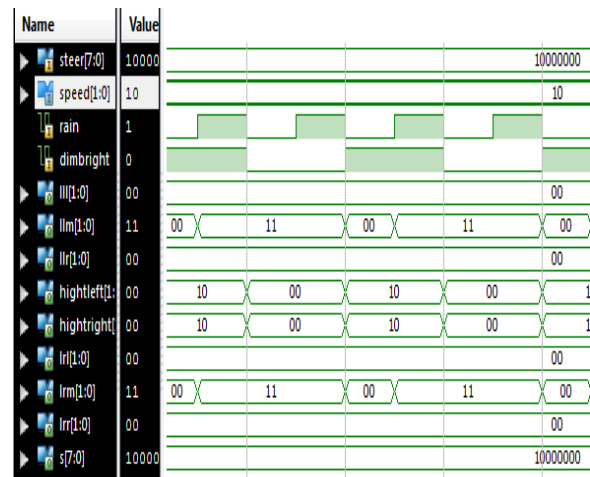 Name Value
steer[7:0] 10000 10000000
speed[1:0] 10 10
rain 1
dimbright 0
lll[1:0] 00 00
llm[1:0] 11 00 11 00 11 00
llr[1:0] 00 00
hightleft[1: 00 10 00 10 00 1
hightright[ 00 10 00 10 00 1
lrl[1:0] 00 00
lrm[1:0] 11 00 11 00 11 00
lrr[1:0] 00 00
s[7:0] 10000 10000000